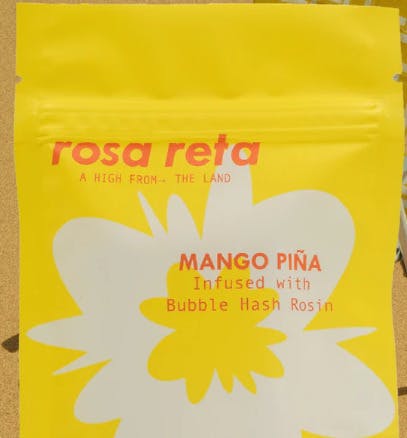 rosa reta
A HIGH FROM→ THE LAND
MANGO PIÑA
Infused with
Bubble Hash Rosin